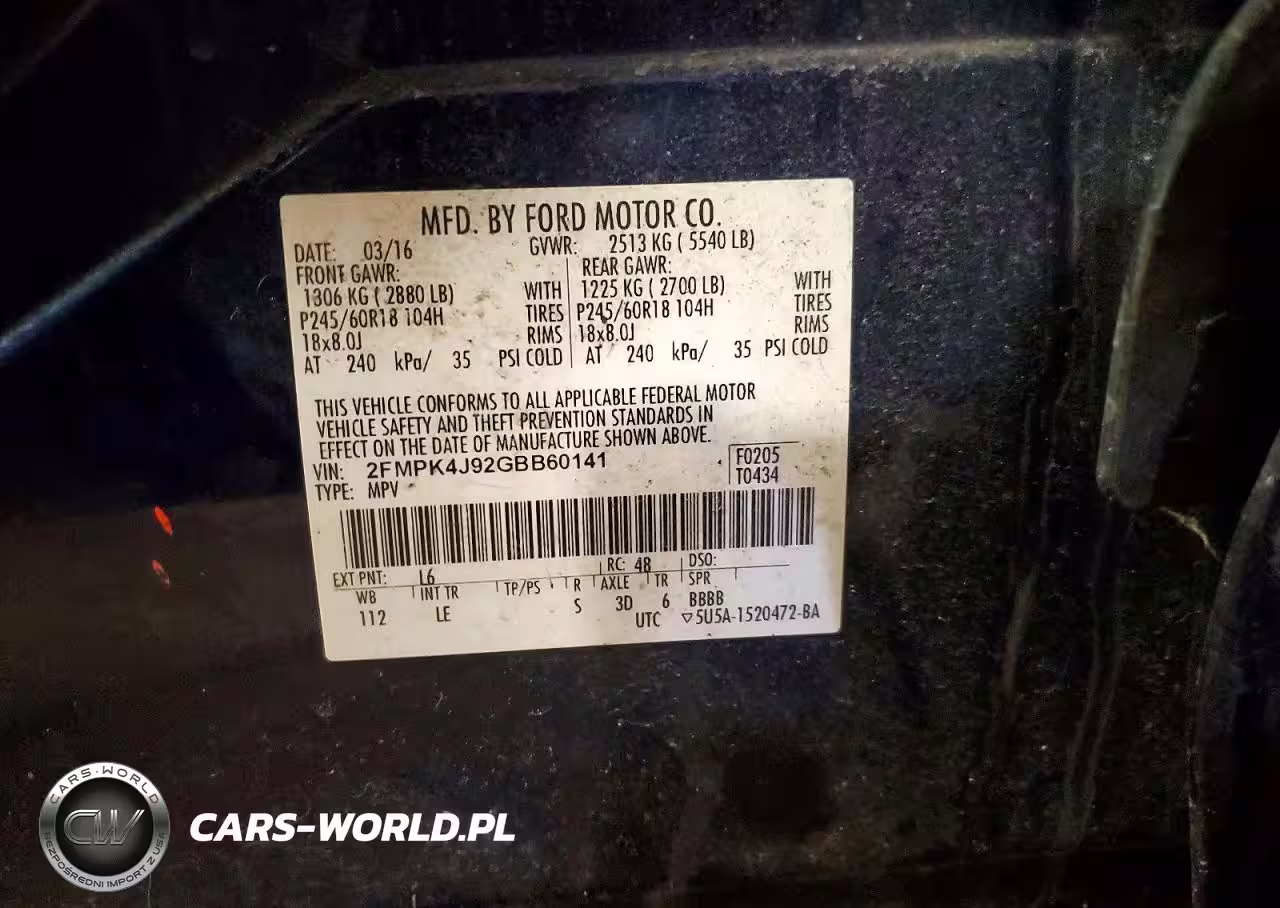 MFD. BY FORD MOTOR CO.
DATE: 03/16 GVWR: 2513 KG ( 5540 LB)
FRONT GAWR: REAR GAWR:
1306 KG ( 2880 LB) WITH 1225 KG ( 2700 LB) WITH
P245/60R18 104H TIRES P245/60R18 104H TIRES
18x8.0J RIMS 18x8.0J RIMS
AT 240 kPa/ 35 PSI COLD AT 240 kPa/ 35 PSI COLD
THIS VEHICLE CONFORMS TO ALL APPLICABLE FEDERAL MOTOR
VEHICLE SAFETY AND THEFT PREVENTION STANDARDS IN
EFFECT ON THE DATE OF MANUFACTURE SHOWN ABOVE.
VIN: 2FMPK4J92GBB60141 F0205
TYPE: MPV T0434
EXT PNT: L6 RC: 48 DSO:
WB INT TR TP/PS R AXLE TR SPR
112 LE S 3D 6 BBBB
UTC ▽5U5A-1520472-BA
CARS-WORLD
CW
BEZPOŚREDNI IMPORT Z USA
CARS-WORLD.PL